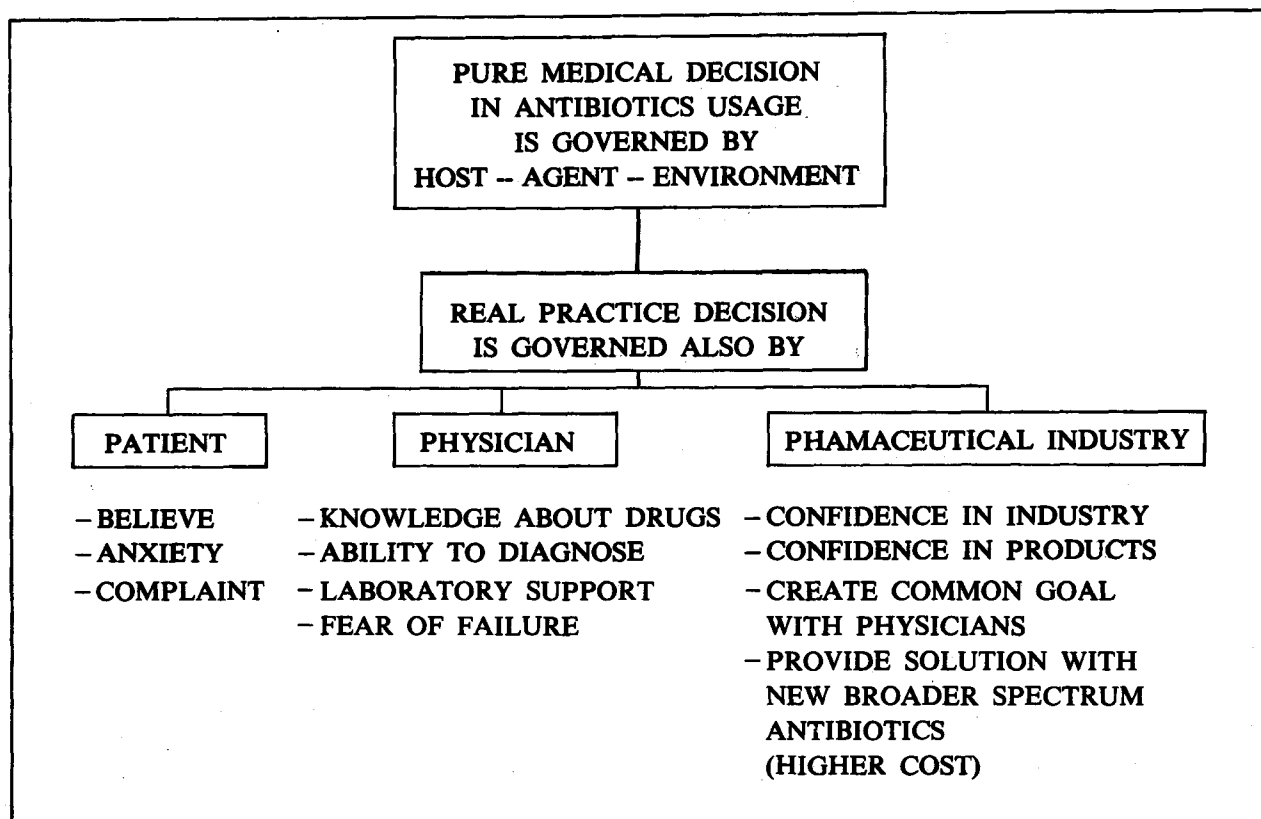 PURE MEDICAL DECISION
IN ANTIBIOTICS USAGE
IS GOVERNED BY
HOST -- AGENT -- ENVIRONMENT
REAL PRACTICE DECISION
IS GOVERNED ALSO BY
PATIENT
– BELIEVE
– ANXIETY
– COMPLAINT
PHYSICIAN
– KNOWLEDGE ABOUT DRUGS
– ABILITY TO DIAGNOSE
– LABORATORY SUPPORT
– FEAR OF FAILURE
PHAMACEUTICAL INDUSTRY
– CONFIDENCE IN INDUSTRY
– CONFIDENCE IN PRODUCTS
– CREATE COMMON GOAL
WITH PHYSICIANS
– PROVIDE SOLUTION WITH
NEW BROADER SPECTRUM
ANTIBIOTICS
(HIGHER COST)